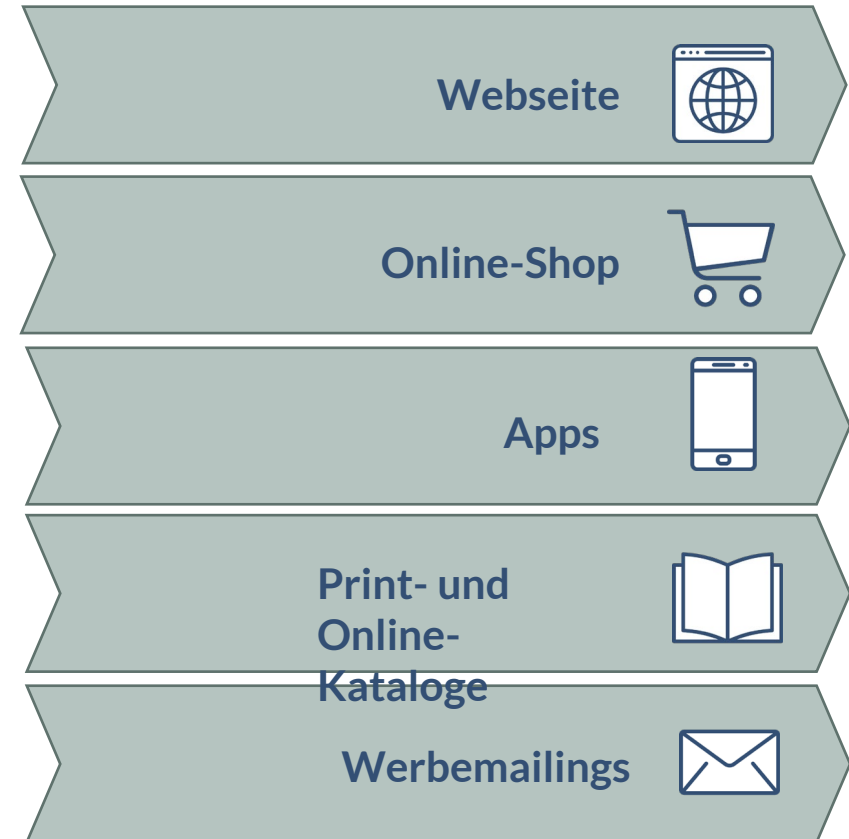 Webseite
Online-Shop
Apps
Print- und
Online-
Kataloge
Werbemailings